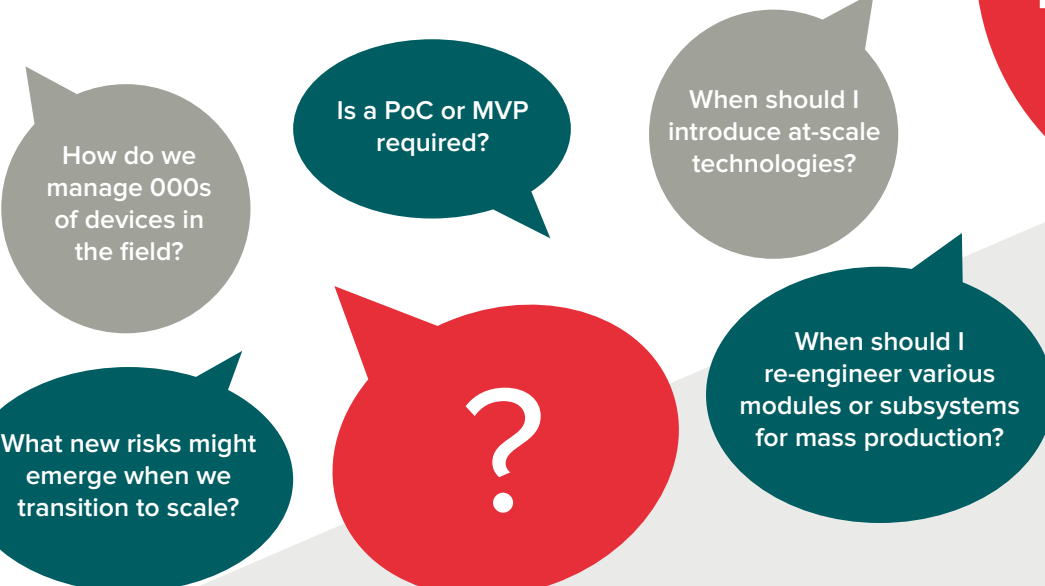 How do we
manage 000s
of devices in
the field?
Is a PoC or MVP
required?
When should I
introduce at-scale
technologies?
What new risks might
emerge when we
transition to scale?
?
When should I
re-engineer various
modules or subsystems
for mass production?